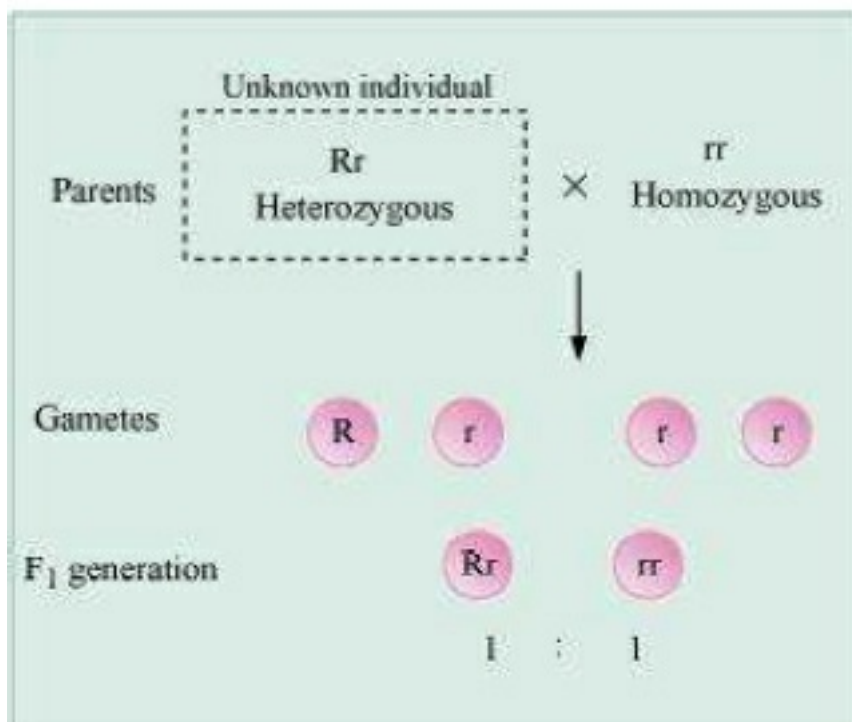 Unknown individual
Parents
Rr
Heterozygous
×
rr
Homozygous
Gametes
R r r r
F₁ generation
Rr rr
1 : 1